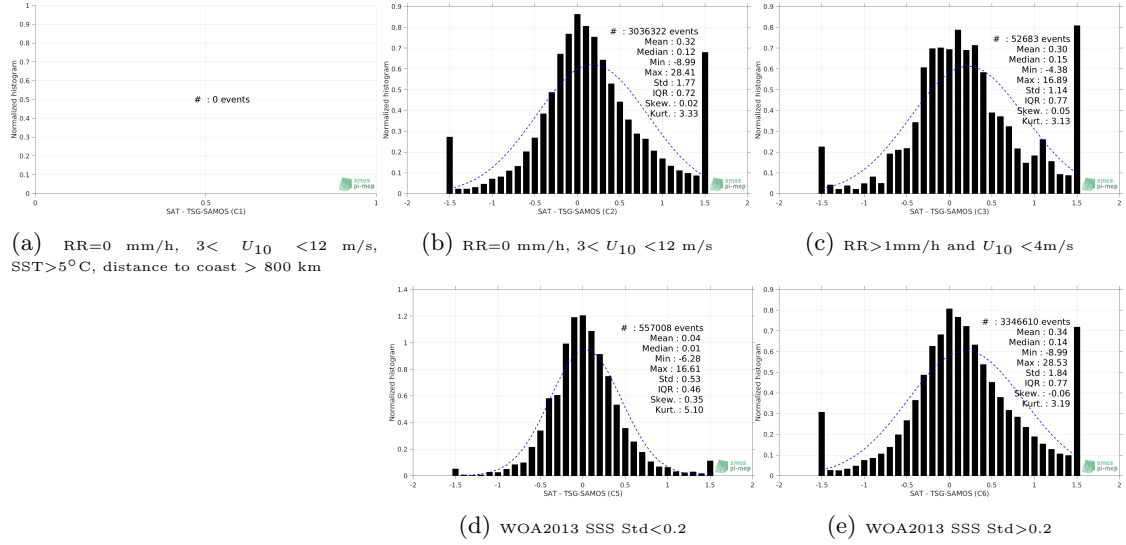 1
0.9
0.8
0.7
0.6
0.5
0.4
0.3
0.2
0.1
0
Normalized histogram
# : 0 events
smos
pi-mep
0 0.5 1
SAT - TSG-SAMOS (C1)
(a) RR=0 mm/h, 3< U10 <12 m/s,
SST>5°C, distance to coast > 800 km
0.9
0.8
0.7
0.6
0.5
0.4
0.3
0.2
0.1
0
Normalized histogram
# : 3036322 events
Mean : 0.32
Median : 0.12
Min : -8.99
Max : 28.41
Std : 1.77
IQR : 0.72
Skew. : 0.02
Kurt. : 3.33
smos
pi-mep
-2 -1.5 -1 -0.5 0 0.5 1 1.5 2
SAT - TSG-SAMOS (C2)
(b) RR=0 mm/h, 3< U10 <12 m/s
0.9
0.8
0.7
0.6
0.5
0.4
0.3
0.2
0.1
0
Normalized histogram
# : 52683 events
Mean : 0.30
Median : 0.15
Min : -4.38
Max : 16.89
Std : 1.14
IQR : 0.77
Skew. : 0.05
Kurt. : 3.13
smos
pi-mep
-2 -1.5 -1 -0.5 0 0.5 1 1.5 2
SAT - TSG-SAMOS (C3)
(c) RR>1mm/h and U10 <4m/s
1.4
1.2
1
0.8
0.6
0.4
0.2
0
Normalized histogram
# : 557008 events
Mean : 0.04
Median : 0.01
Min : -6.28
Max : 16.61
Std : 0.53
IQR : 0.46
Skew. : 0.35
Kurt. : 5.10
smos
pi-mep
-2 -1.5 -1 -0.5 0 0.5 1 1.5 2
SAT - TSG-SAMOS (C5)
(d) WOA2013 SSS Std<0.2
0.9
0.8
0.7
0.6
0.5
0.4
0.3
0.2
0.1
0
Normalized histogram
# : 3346610 events
Mean : 0.34
Median : 0.14
Min : -8.99
Max : 28.53
Std : 1.84
IQR : 0.77
Skew. : -0.06
Kurt. : 3.19
smos
pi-mep
-2 -1.5 -1 -0.5 0 0.5 1 1.5 2
SAT - TSG-SAMOS (C6)
(e) WOA2013 SSS Std>0.2